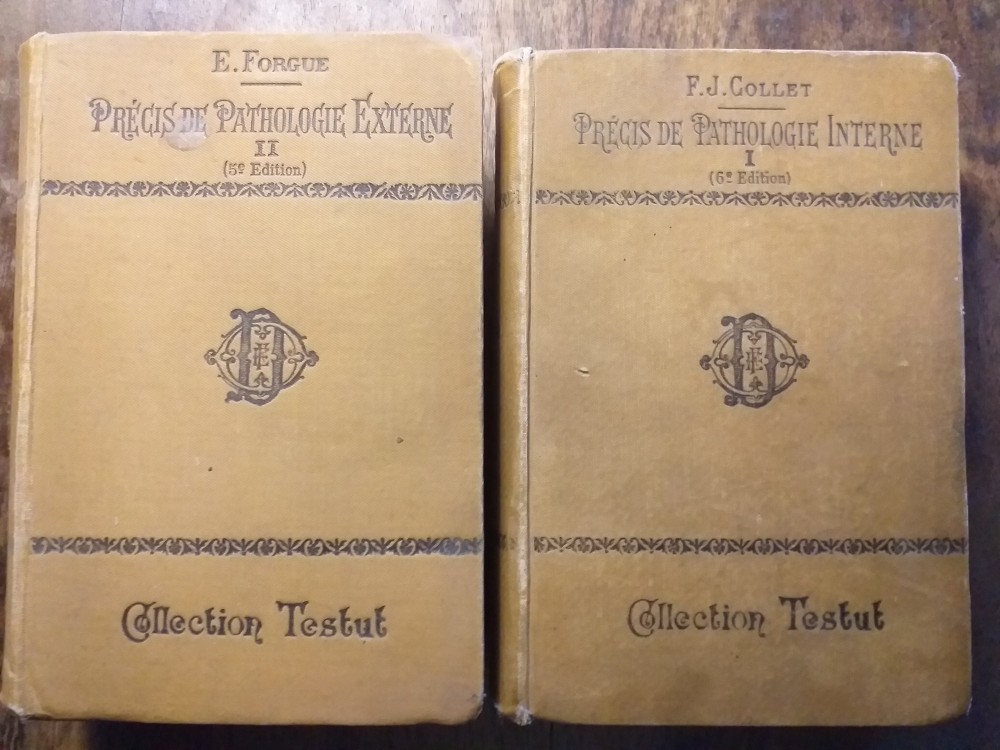 E. FORGUE
PRÉCIS DE PATHOLOGIE EXTERNE
II
(5e Edition)
Collection Testut
F. J. COLLET
PRÉCIS DE PATHOLOGIE INTERNE
I
(6e Edition)
Collection Testut